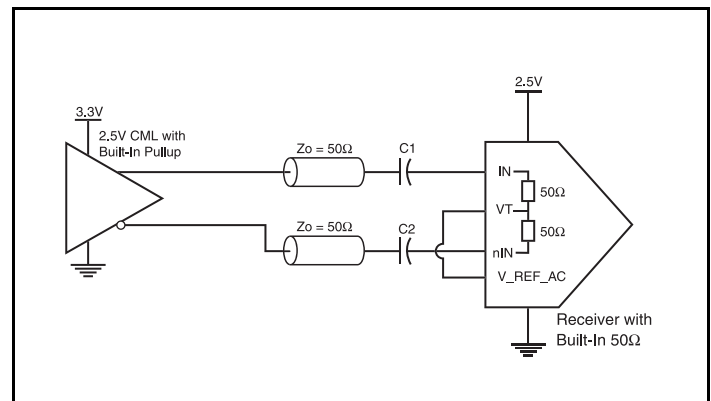 3.3V
2.5V CML with
Built-In Pullup
Zo = 50Ω
C1
Zo = 50Ω
C2
2.5V
IN
50Ω
VT
50Ω
nIN
V_REF_AC
Receiver with
Built-In 50Ω